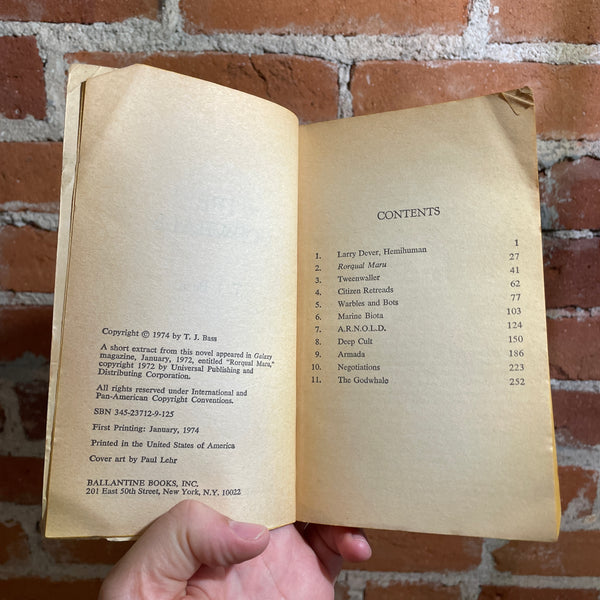 Copyright © 1974 by T. J. Bass
A short extract from this novel appeared in Galaxy
magazine, January, 1972, entitled "Rorqual Maru,"
copyright 1972 by Universal Publishing and
Distributing Corporation.
All rights reserved under International and
Pan-American Copyright Conventions.
SBN 345-23712-9-125
First Printing: January, 1974
Printed in the United States of America
Cover art by Paul Lehr
BALLANTINE BOOKS, INC.
201 East 50th Street, New York, N.Y. 10022
CONTENTS
1. Larry Dever, Hemihuman 1
2. Rorqual Maru 27
3. Tweenwaller 41
4. Citizen Retreads 62
5. Warbles and Bots 77
6. Marine Biota 103
7. A.R.N.O.L.D. 124
8. Deep Cult 150
9. Armada 186
10. Negotiations 223
11. The Godwhale 252